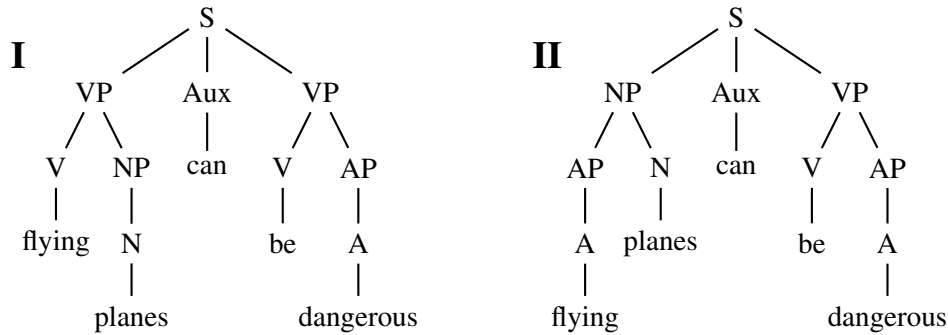 S S
I II
VP Aux VP NP Aux VP
V NP can V AP AP N can V AP
flying N be A A planes be A
planes dangerous flying dangerous